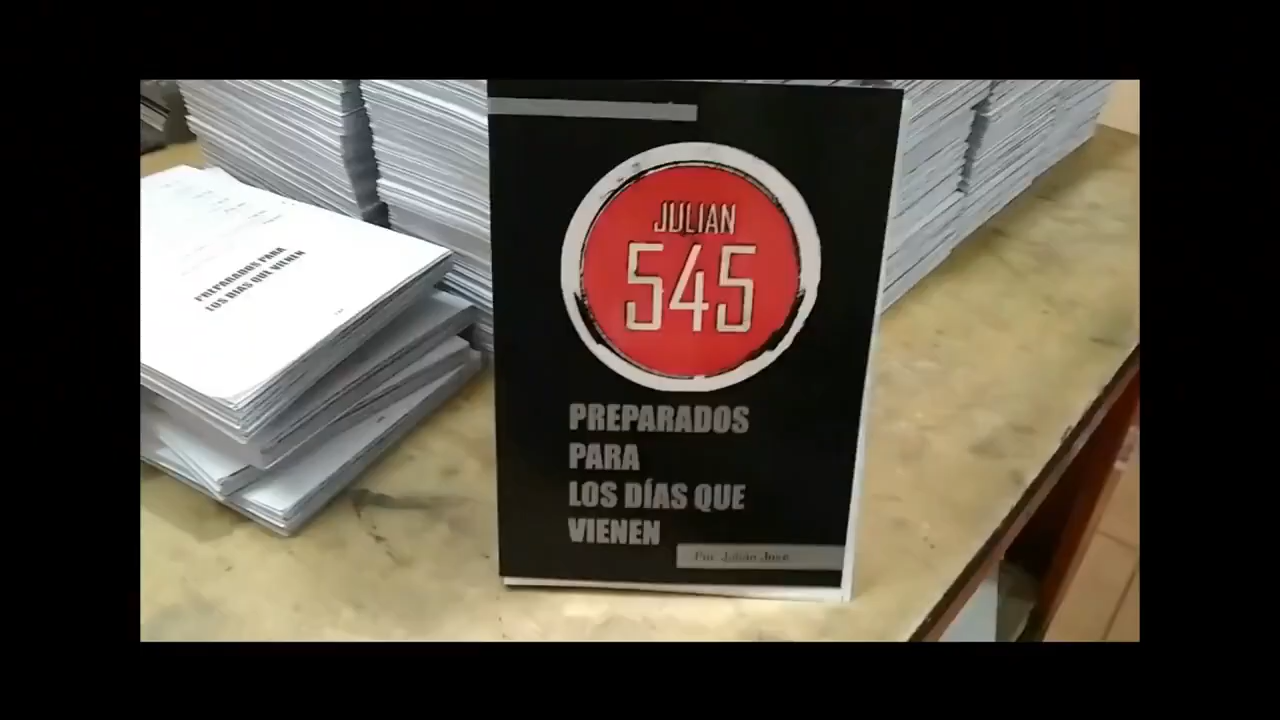 PREPARADOS PARA
LOS DIAS QUE VIENEN
JULIAN
545
PREPARADOS
PARA
LOS DÍAS QUE
VIENEN
Por Julián José